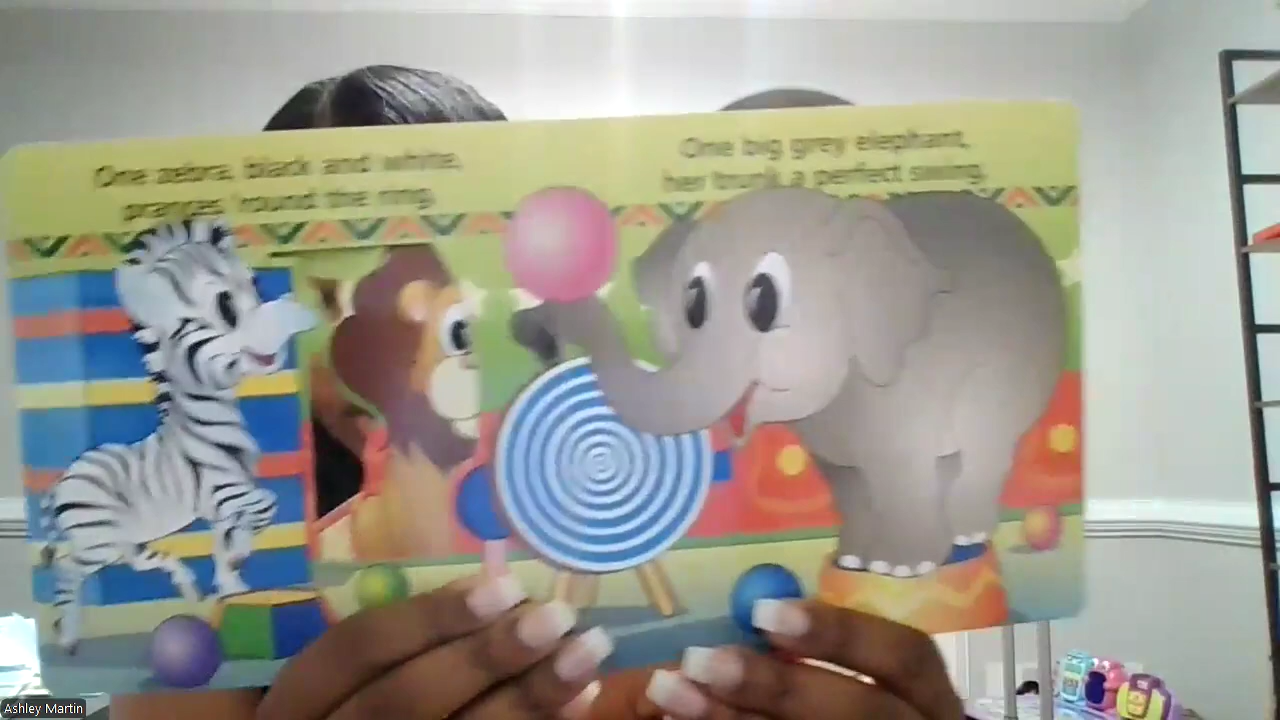 One zebra, black and white,
prances 'round the ring.
One big grey elephant,
her trunk a perfect swing.
Ashley Martin